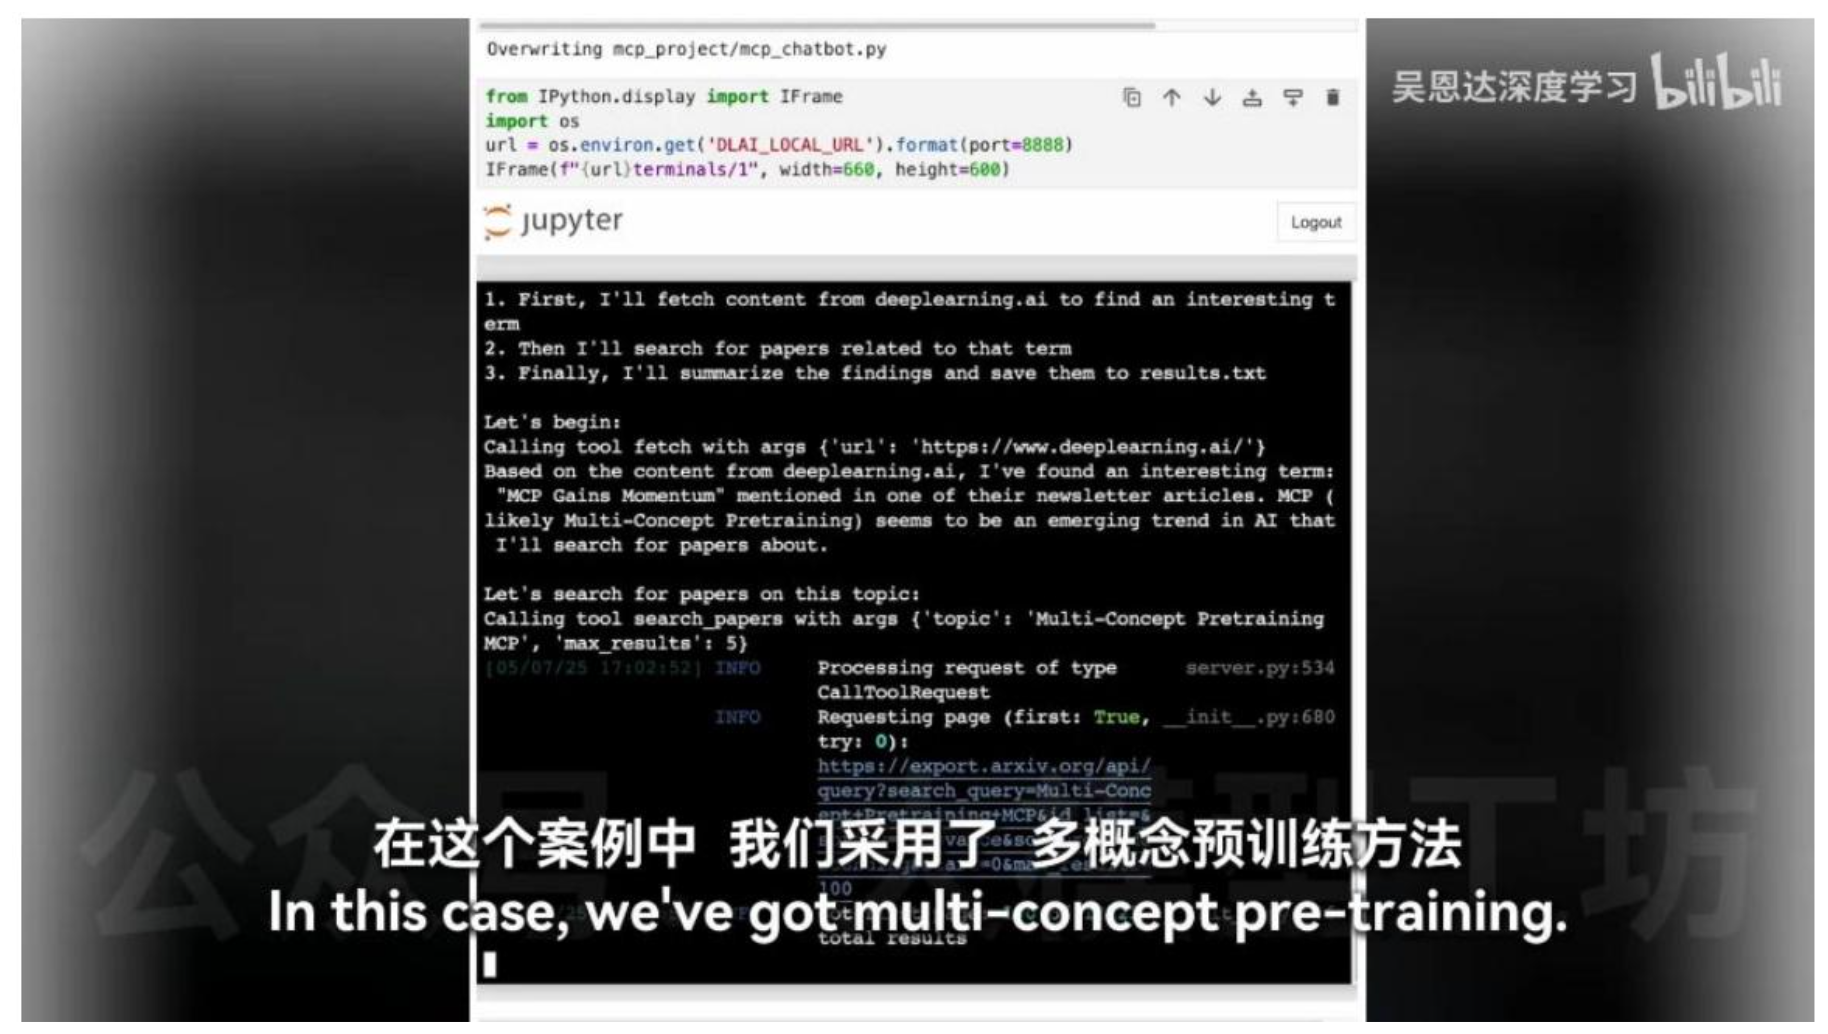 Overwriting mcp_project/mcp_chatbot.py
吴恩达深度学习 bilibili
from IPython.display import IFrame
import os
url = os.environ.get('DLAI_LOCAL_URL').format(port=8888)
IFrame(f"{url}terminals/1", width=660, height=600)
jupyter
Logout
1. First, I'll fetch content from deeplearning.ai to find an interesting t
erm
2. Then I'll search for papers related to that term
3. Finally, I'll summarize the findings and save them to results.txt
Let's begin:
Calling tool fetch with args {'url': 'https://www.deeplearning.ai/'}
Based on the content from deeplearning.ai, I've found an interesting term:
"MCP Gains Momentum" mentioned in one of their newsletter articles. MCP (
likely Multi-Concept Pretraining) seems to be an emerging trend in AI that
I'll search for papers about.
Let's search for papers on this topic:
Calling tool search_papers with args {'topic': 'Multi-Concept Pretraining
MCP', 'max_results': 5}
[05/07/25 17:02:52] INFO Processing request of type server.py:534
CallToolRequest
INFO Requesting page (first: True, __init__.py:680
try: 0):
https://export.arxiv.org/api/
query?search_query=Multi-Conc
ept+Pretraining+MCP&id_list=&
100
total results
在这个案例中 我们采用了 多概念预训练方法
In this case, we've got multi-concept pre-training.